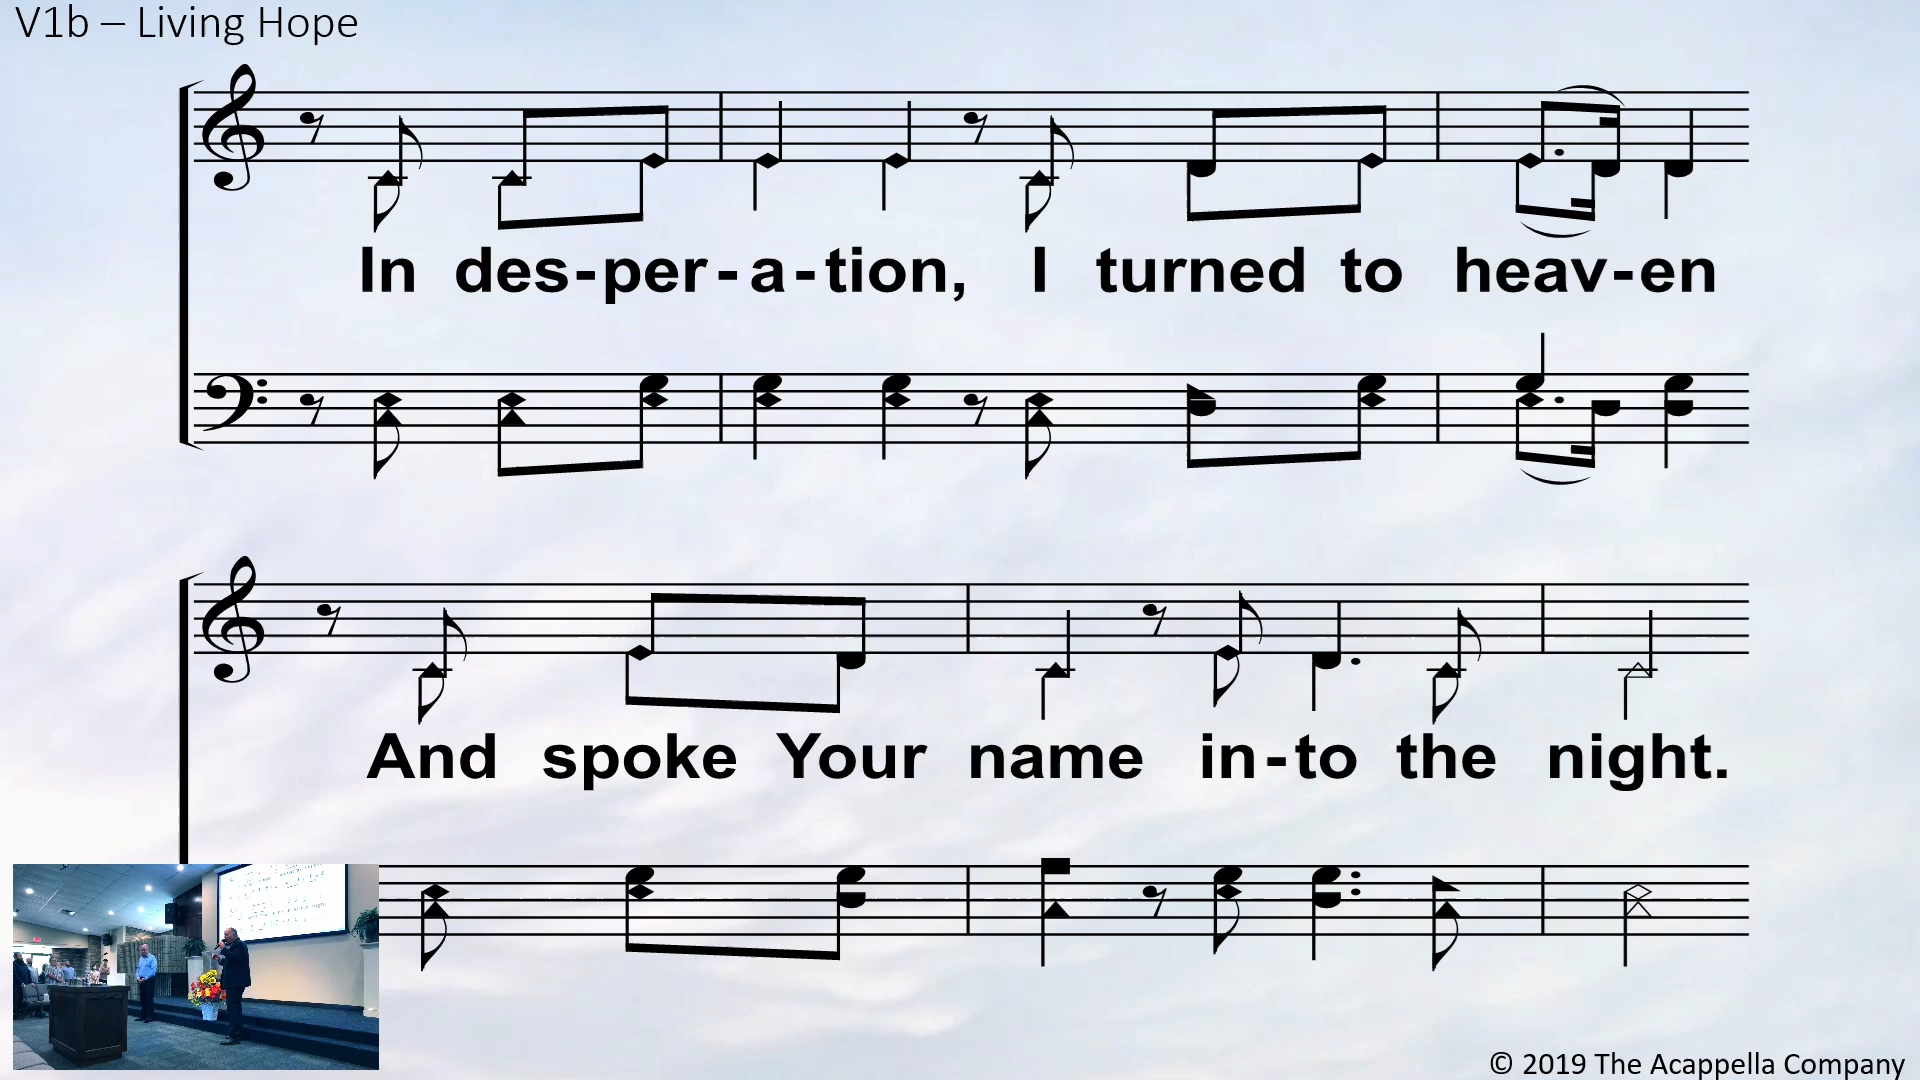 V1b – Living Hope
In des-per-a-tion, I turned to heav-en
And spoke Your name in-to the night.
© 2019 The Acappella Company